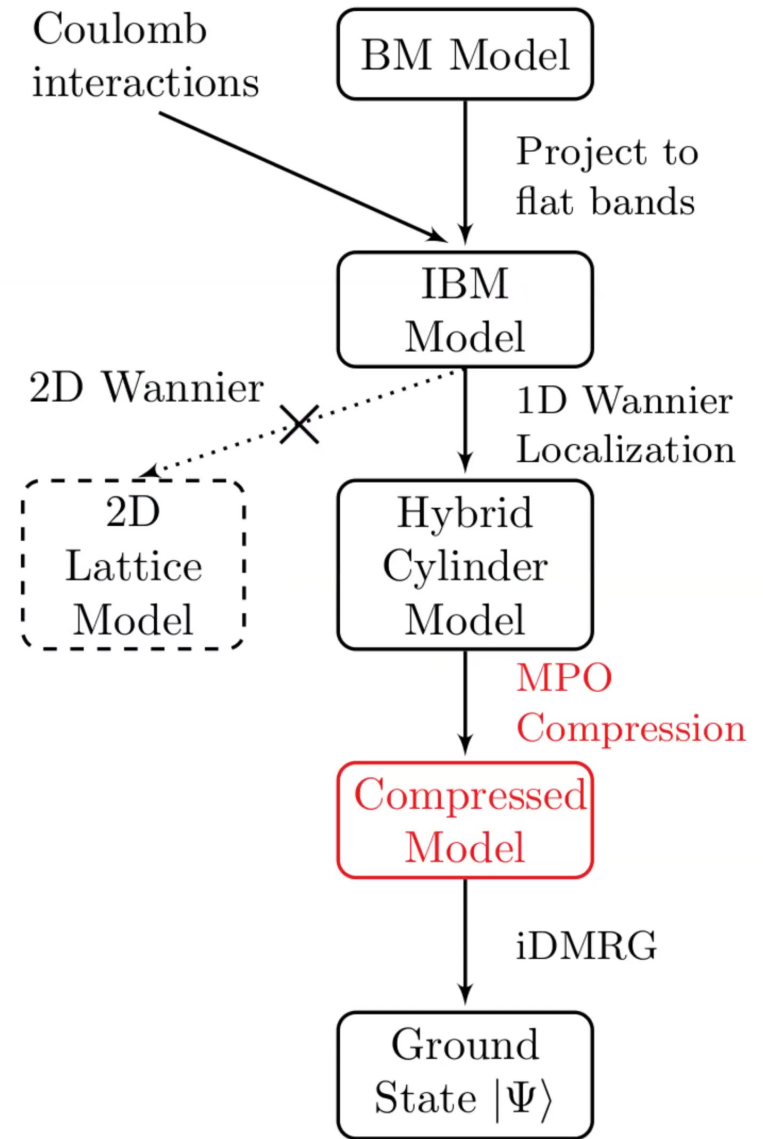 Coulomb
interactions
BM Model
Project to
flat bands
IBM
Model
2D Wannier
1D Wannier
Localization
2D
Lattice
Model
Hybrid
Cylinder
Model
MPO
Compression
Compressed
Model
iDMRG
Ground
State |Ψ⟩